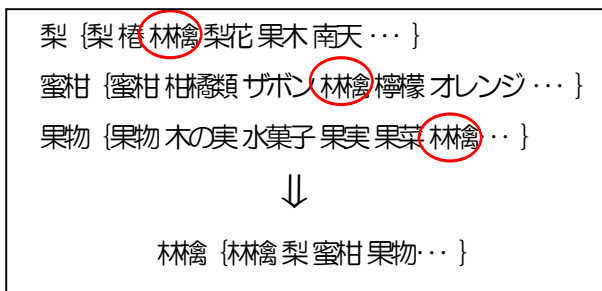 梨 {梨 椿 林檎 梨花 果木 南天 ··· }
蜜柑 {蜜柑 柑橘類 ザボン 林檎 檸檬 オレンジ ··· }
果物 {果物 木の実 水菓子 果実 果菜 林檎 ·· }
⇓
林檎 {林檎 梨 蜜柑 果物··· }